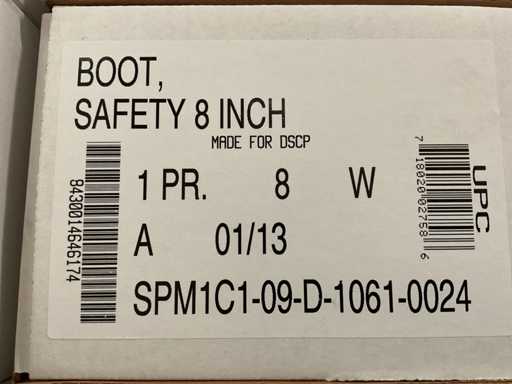 BOOT,
SAFETY 8 INCH
MADE FOR DSCP
1 PR. 8 W
A 01/13
SPM1C1-09-D-1061-0024
8430014646174
7 18020 02758 6
UPC